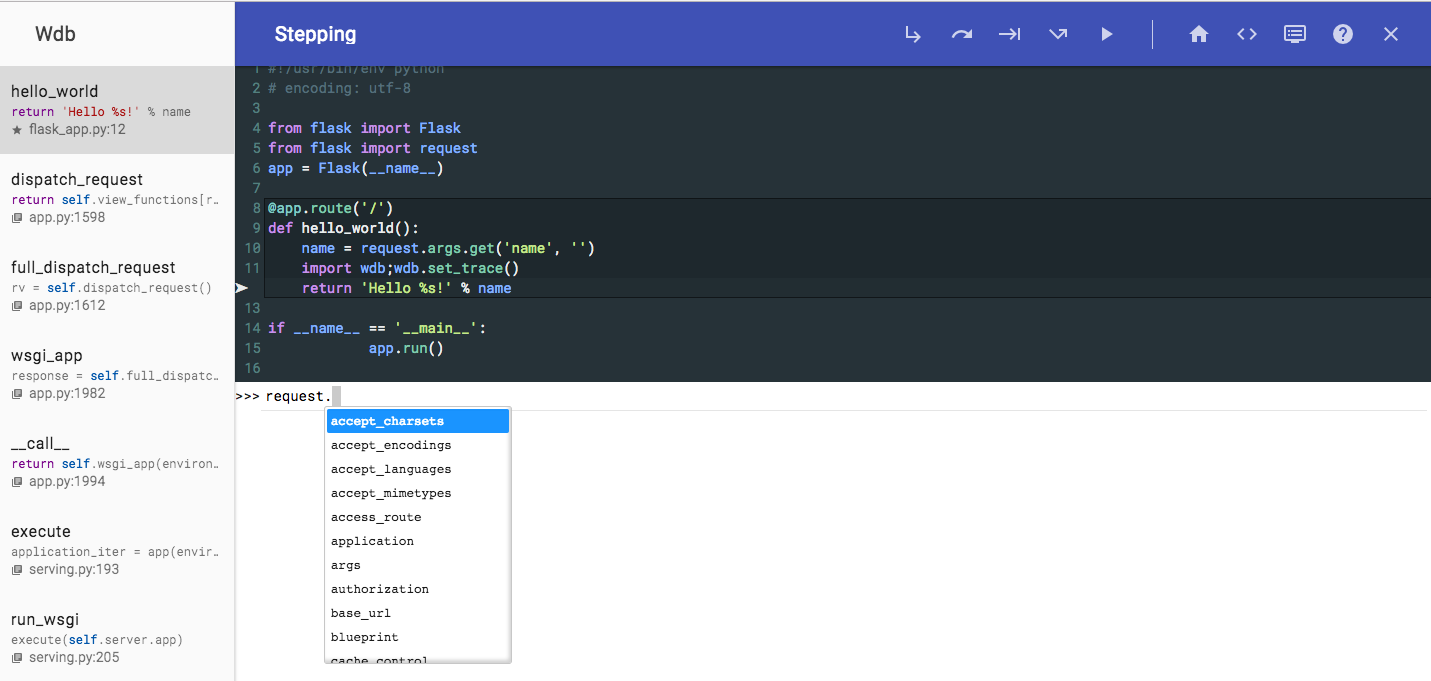 Wdb
Stepping
hello_world
return 'Hello %s!' % name
flask_app.py:12
dispatch_request
return self.view_functions[r…
app.py:1598
full_dispatch_request
rv = self.dispatch_request()
app.py:1612
wsgi_app
response = self.full_dispatc…
app.py:1982
__call__
return self.wsgi_app(environ…
app.py:1994
execute
application_iter = app(envir…
serving.py:193
run_wsgi
execute(self.server.app)
serving.py:205
1 #!/usr/bin/env python
2 # encoding: utf-8
3
4 from flask import Flask
5 from flask import request
6 app = Flask(__name__)
7
8 @app.route('/')
9 def hello_world():
10     name = request.args.get('name', '')
11     import wdb;wdb.set_trace()
    return 'Hello %s!' % name
13
14 if __name__ == '__main__':
15             app.run()
16
>>> request.
accept_charsets
accept_encodings
accept_languages
accept_mimetypes
access_route
application
args
authorization
base_url
blueprint
cache_control